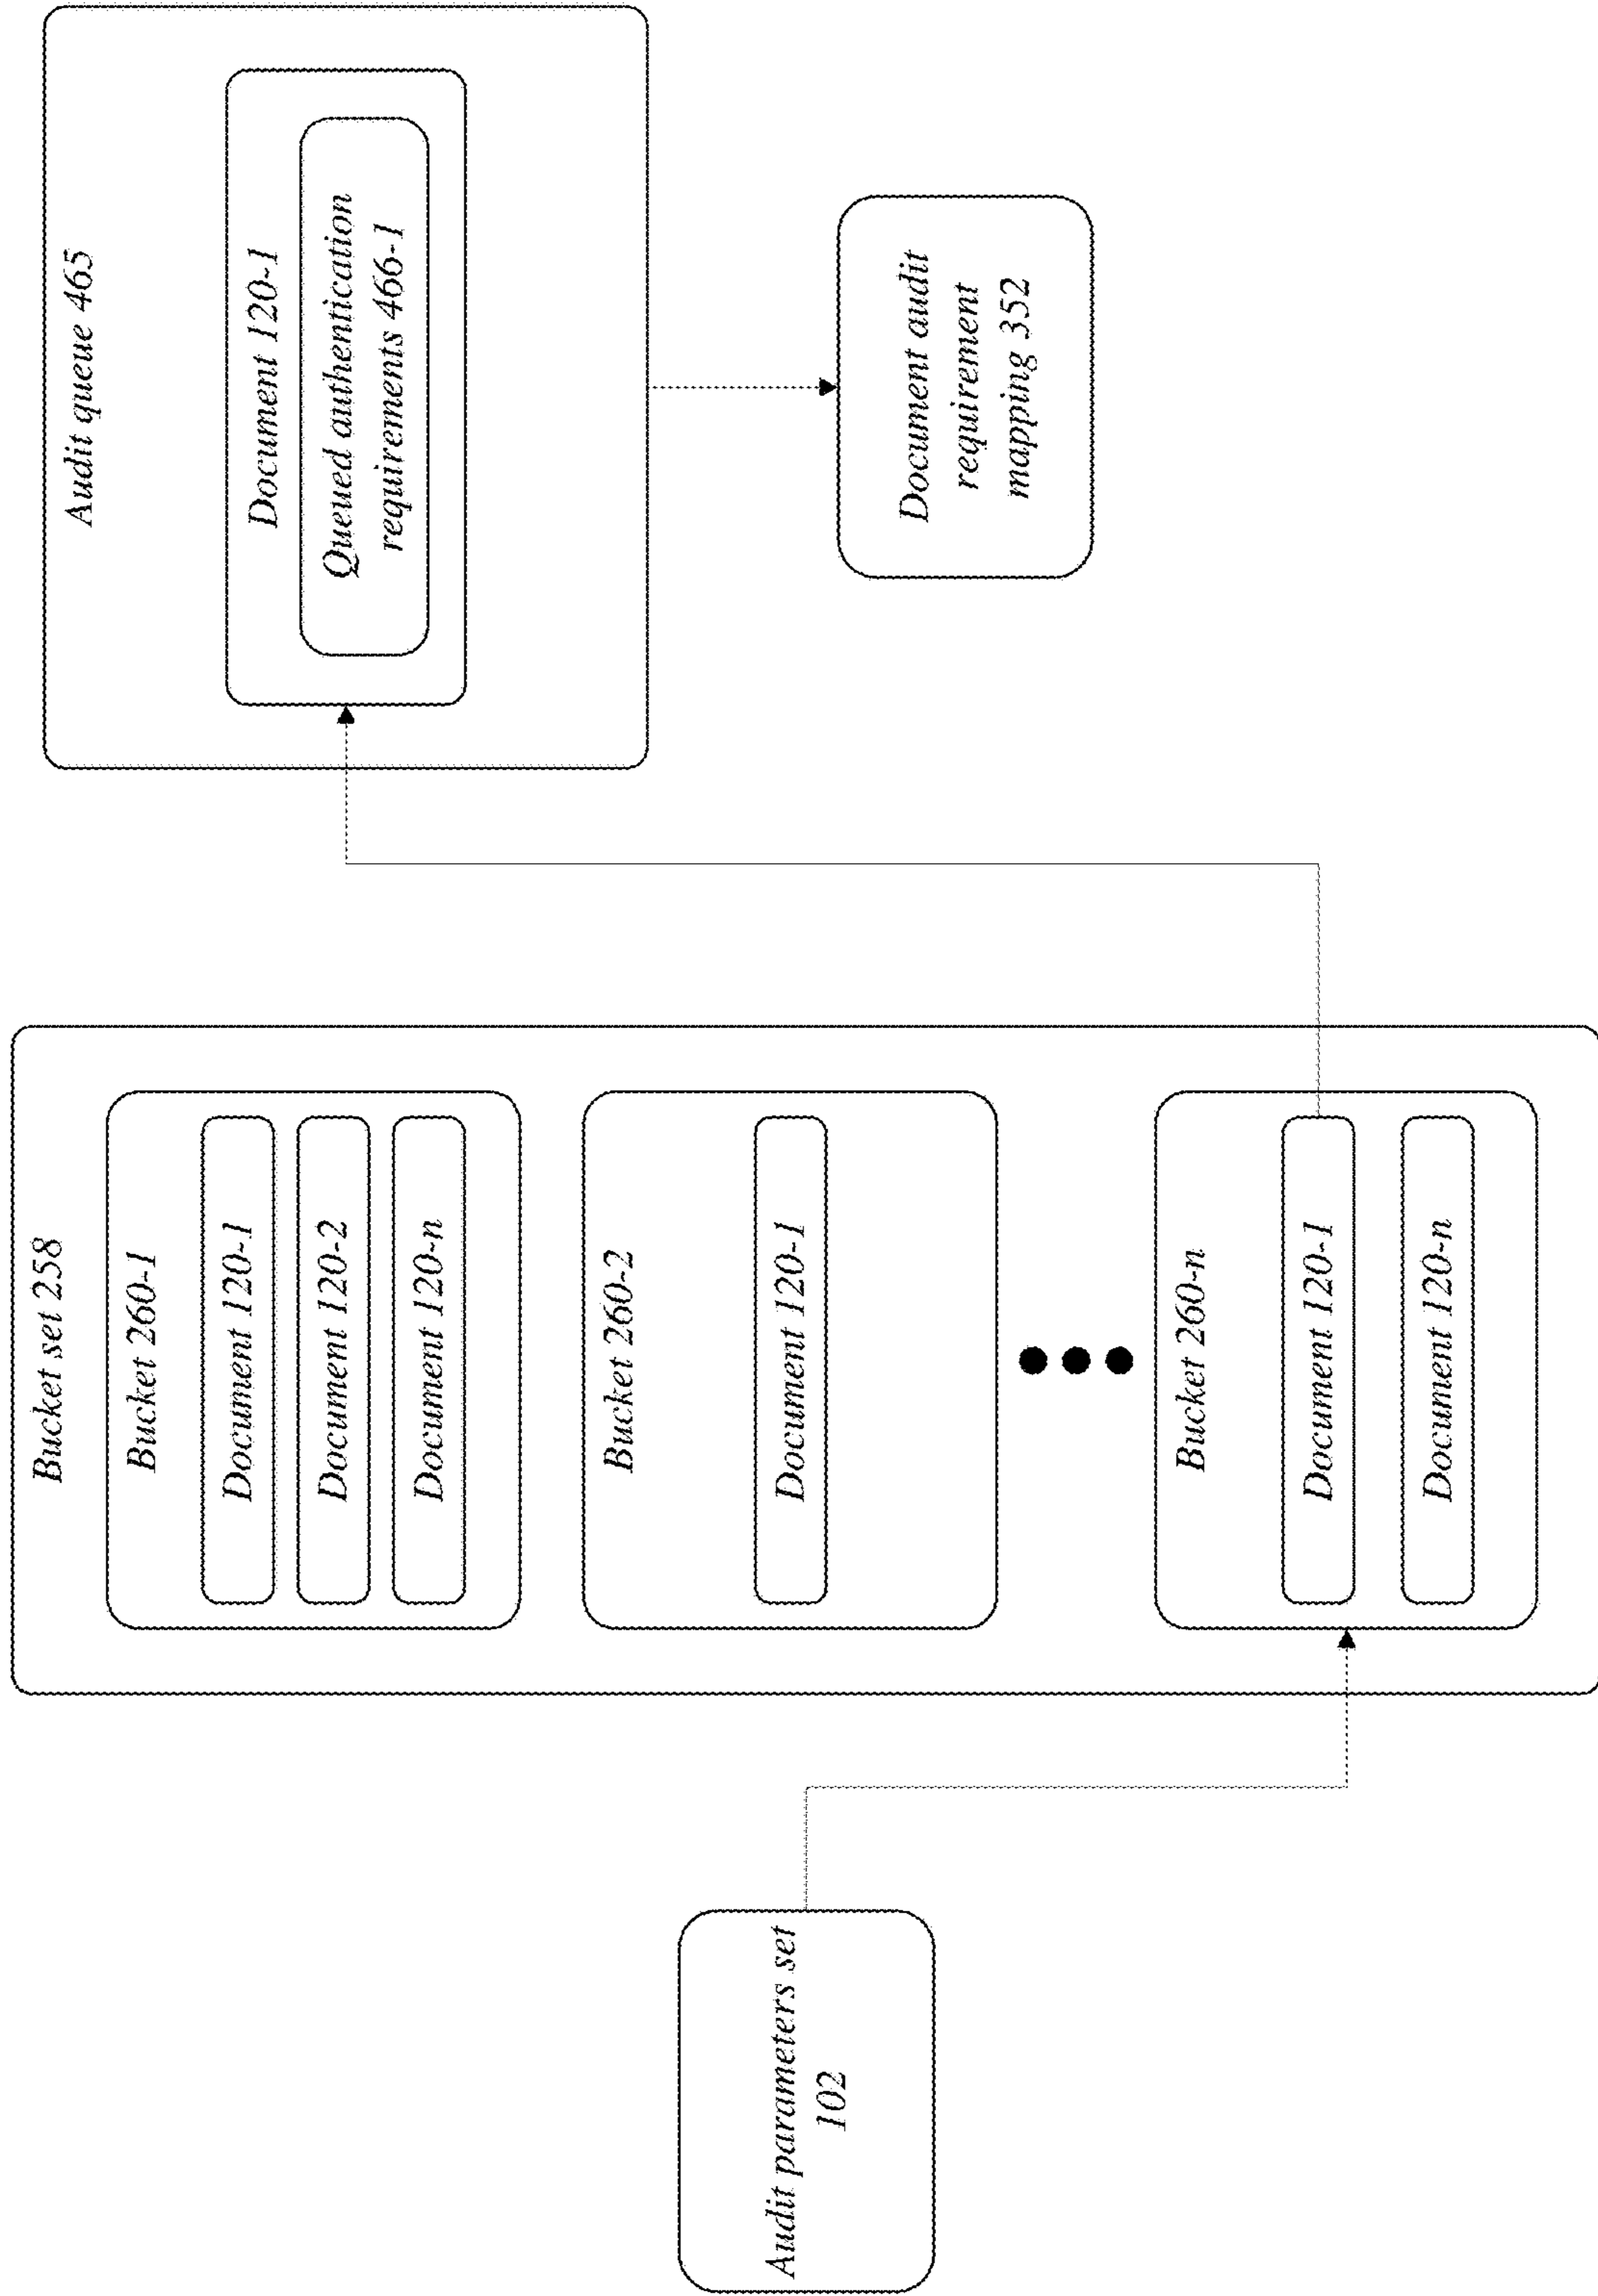 Audit parameters set
102
Bucket set 258
Bucket 260-1
Document 120-1
Document 120-2
Document 120-n
Bucket 260-2
Document 120-1
Bucket 260-n
Document 120-1
Document 120-n
Audit queue 465
Document 120-1
Queued authentication
requirements 466-1
Document audit
requirement
mapping 352